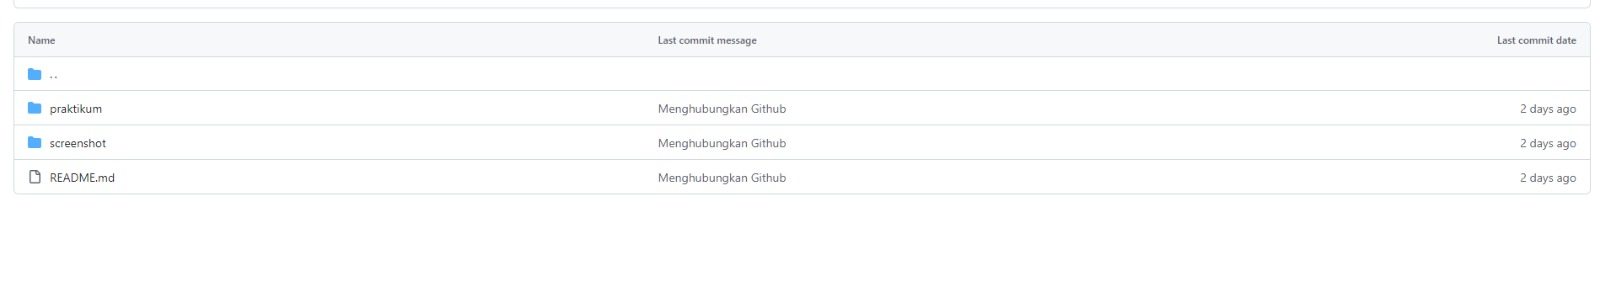 Name Last commit message Last commit date
..
praktikum Menghubungkan Github 2 days ago
screenshot Menghubungkan Github 2 days ago
README.md Menghubungkan Github 2 days ago